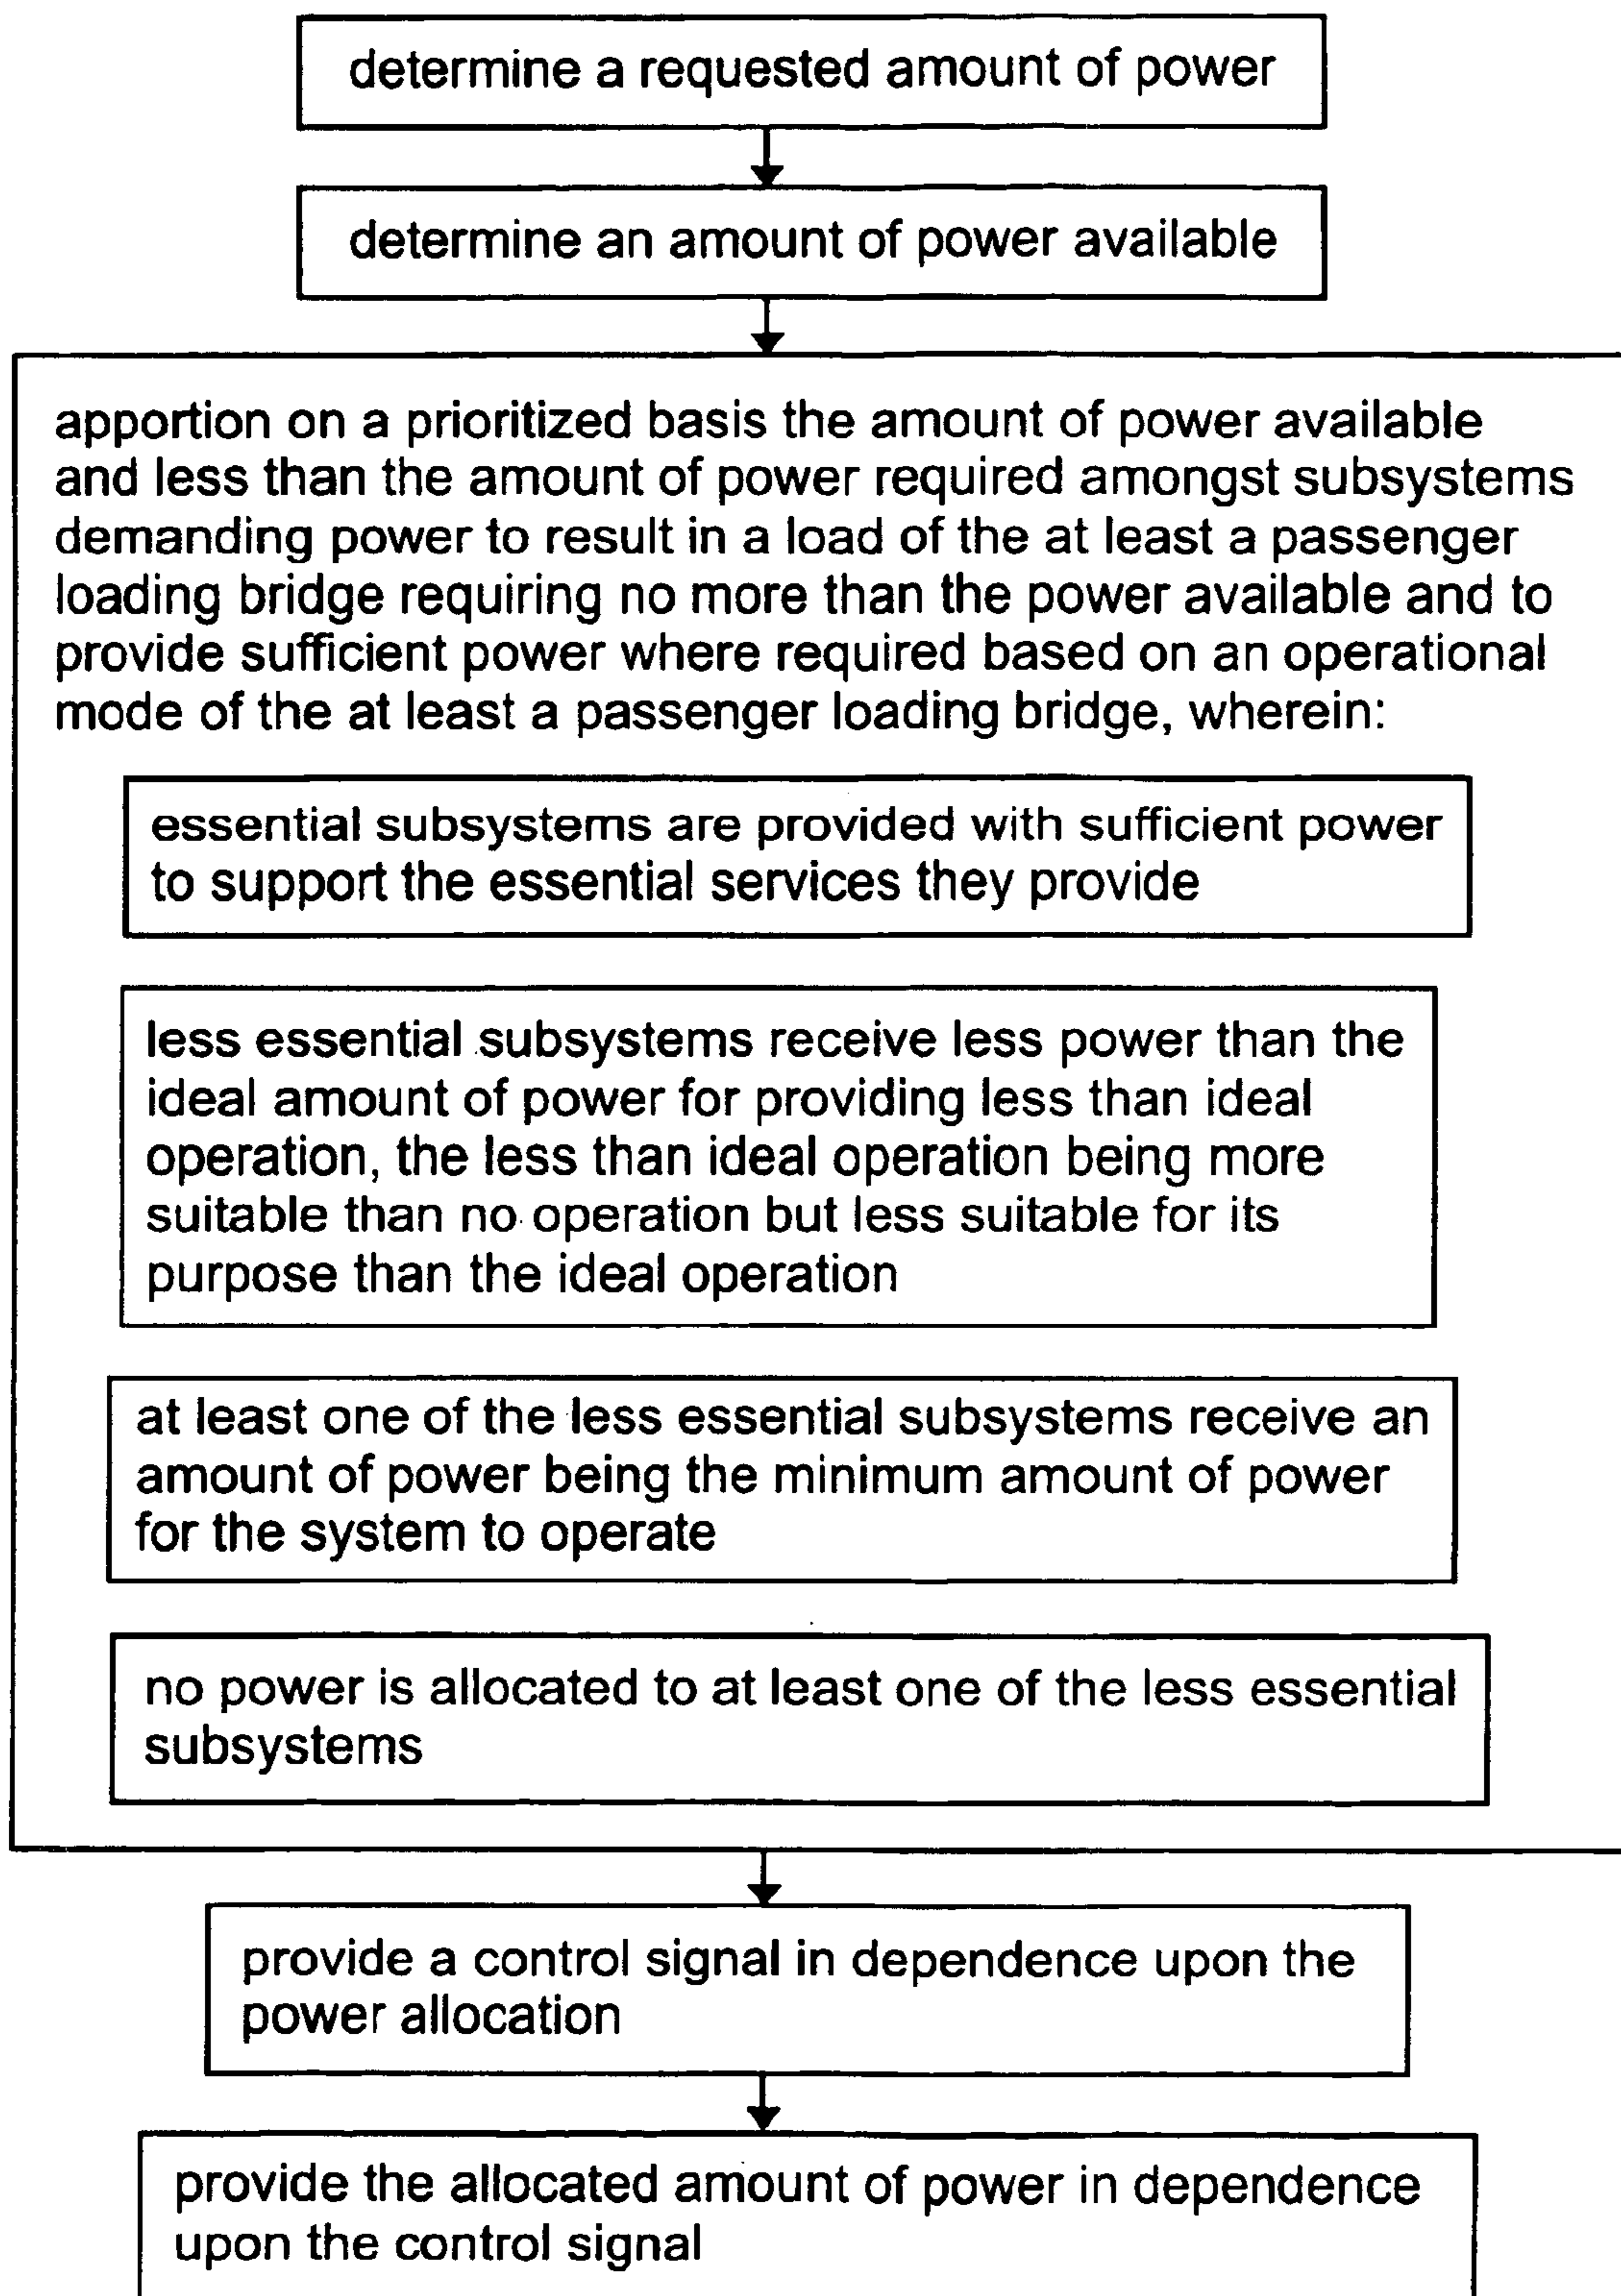 determine a requested amount of power
determine an amount of power available
apportion on a prioritized basis the amount of power available
and less than the amount of power required amongst subsystems
demanding power to result in a load of the at least a passenger
loading bridge requiring no more than the power available and to
provide sufficient power where required based on an operational
mode of the at least a passenger loading bridge, wherein:
essential subsystems are provided with sufficient power
to support the essential services they provide
less essential subsystems receive less power than the
ideal amount of power for providing less than ideal
operation, the less than ideal operation being more
suitable than no operation but less suitable for its
purpose than the ideal operation
at least one of the less essential subsystems receive an
amount of power being the minimum amount of power
for the system to operate
no power is allocated to at least one of the less essential
subsystems
provide a control signal in dependence upon the
power allocation
provide the allocated amount of power in dependence
upon the control signal